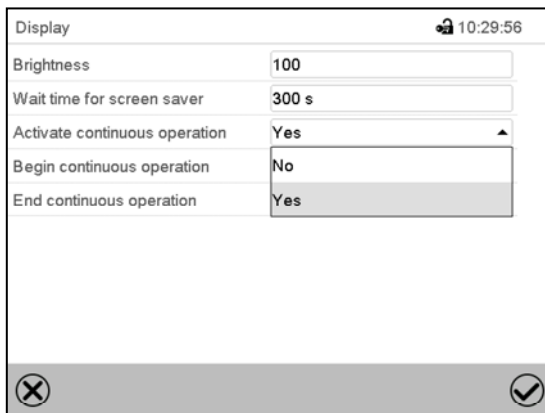 Display 10:29:56
Brightness 100
Wait time for screen saver 300 s
Activate continuous operation Yes
Begin continuous operation No
End continuous operation Yes